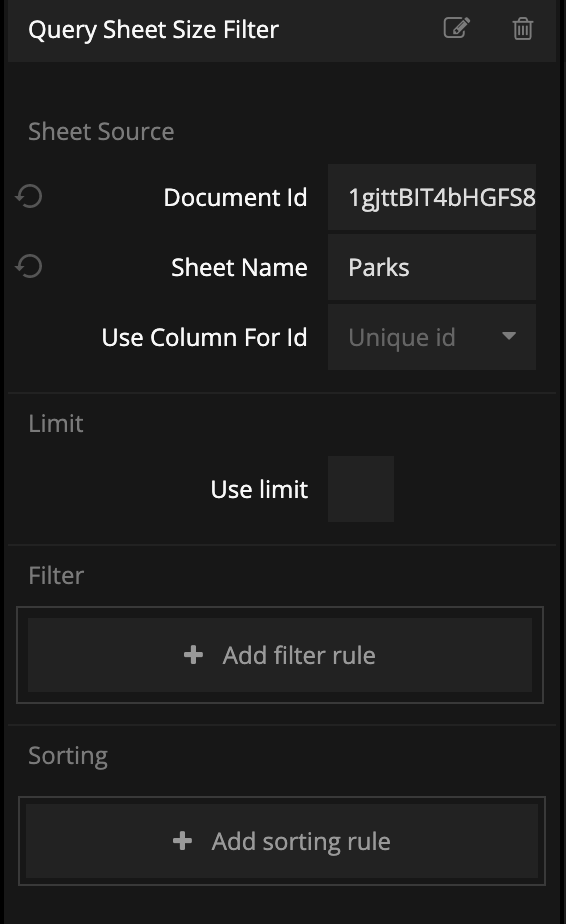 Query Sheet Size Filter
Sheet Source
Document Id 1gjttBIT4bHGFS8
Sheet Name Parks
Use Column For Id Unique id
Limit
Use limit
Filter
Add filter rule
Sorting
Add sorting rule